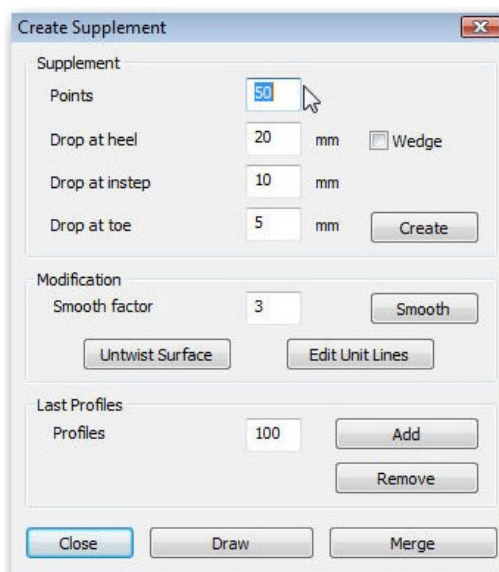 Create Supplement
Supplement
Points 50
Drop at heel 20 mm Wedge
Drop at instep 10 mm
Drop at toe 5 mm Create
Modification
Smooth factor 3 Smooth
Untwist Surface Edit Unit Lines
Last Profiles
Profiles 100 Add
Remove
Close Draw Merge